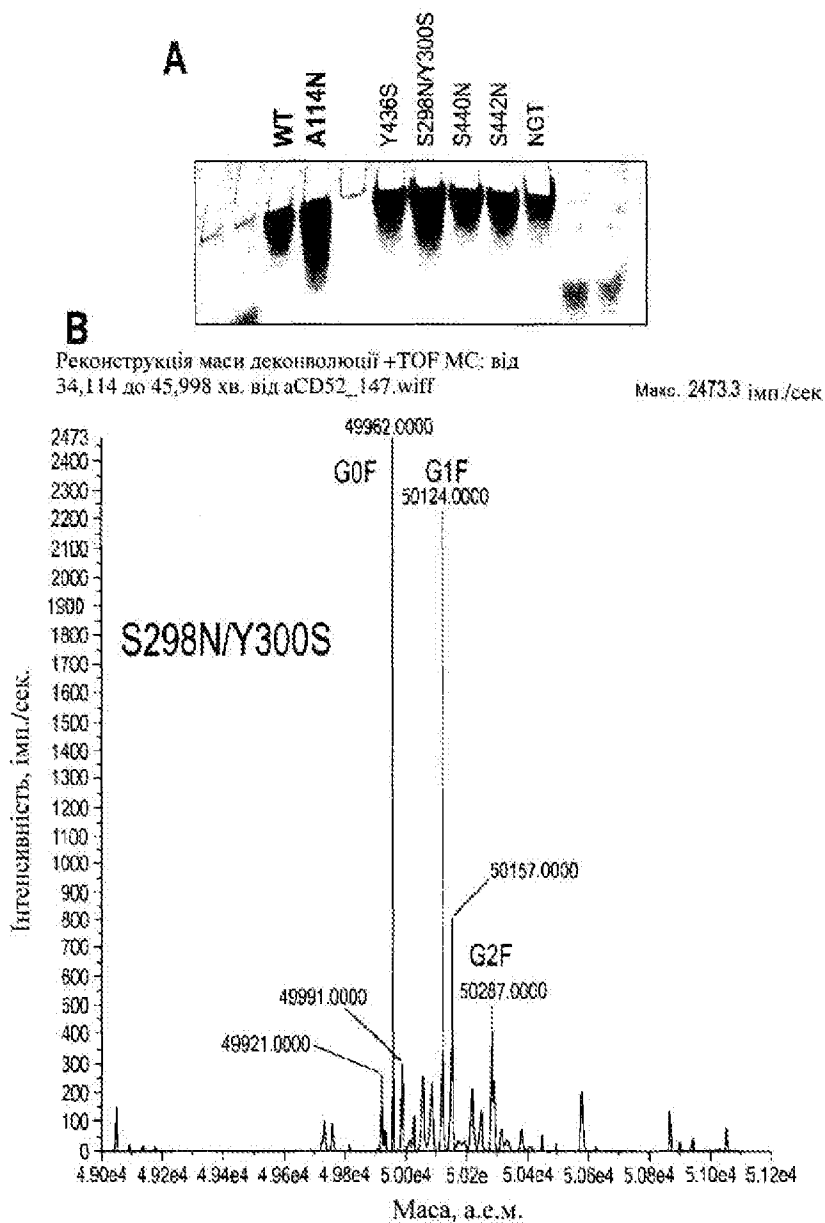 A
WT
A114N
Y436S
S298N/Y300S
S440N
S442N
NGT
B
Реконструкція маси деконволюції +TOF МС: від
34,114 до 45,998 хв. від aCD52_147.wiff
Макс. 2473.3 імп./сек
49962.0000
2473
2400
2300
2200
2100
2000
1900
1800
1700
1600
1500
1400
1300
1200
1100
1000
900
800
700
600
500
400
300
200
100
0
G0F
G1F
50124.0000
S298N/Y300S
50157.0000
G2F
50287.0000
49991.0000
49921.0000
Інтенсивність, імп./сек.
4.90e4
4.92e4
4.94e4
4.96e4
4.98e4
5.00e4
5.02e
5.04e4
5.06e4
5.08e4
5.10e4
5.12e4
Маса, а.е.м.